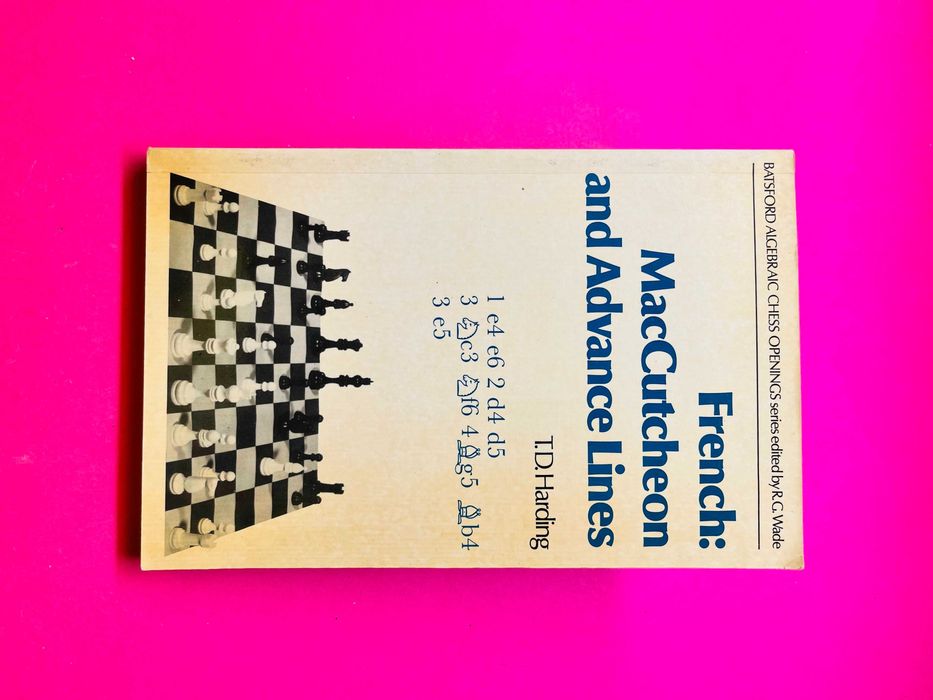 BATSFORD ALGEBRAIC CHESS OPENINGS series edited by R.G. Wade
French:
MacCutcheon
and Advance Lines
T.D. Harding
1 e4 e6 2 d4 d5
3 ♘c3 ♘f6 4 ♗g5 ♗b4
3 e5